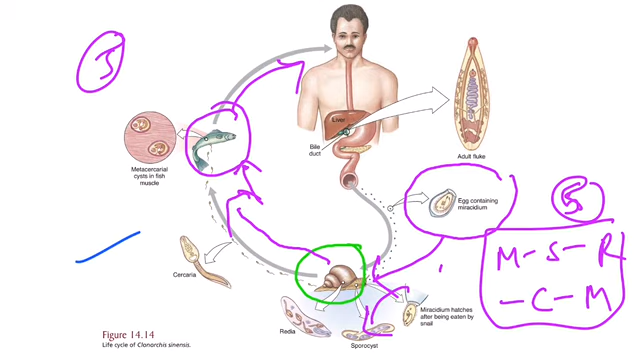 3
Liver
Bile
duct
Metacercarial
cysts in fish
muscle
Adult fluke
Egg containing
miracidium
5
M - S - R
- C - M
Cercaria
Redia
Sporocyst
Miracidium hatches
after being eaten by
snail
Figure 14.14
Life cycle of Clonorchis sinensis.